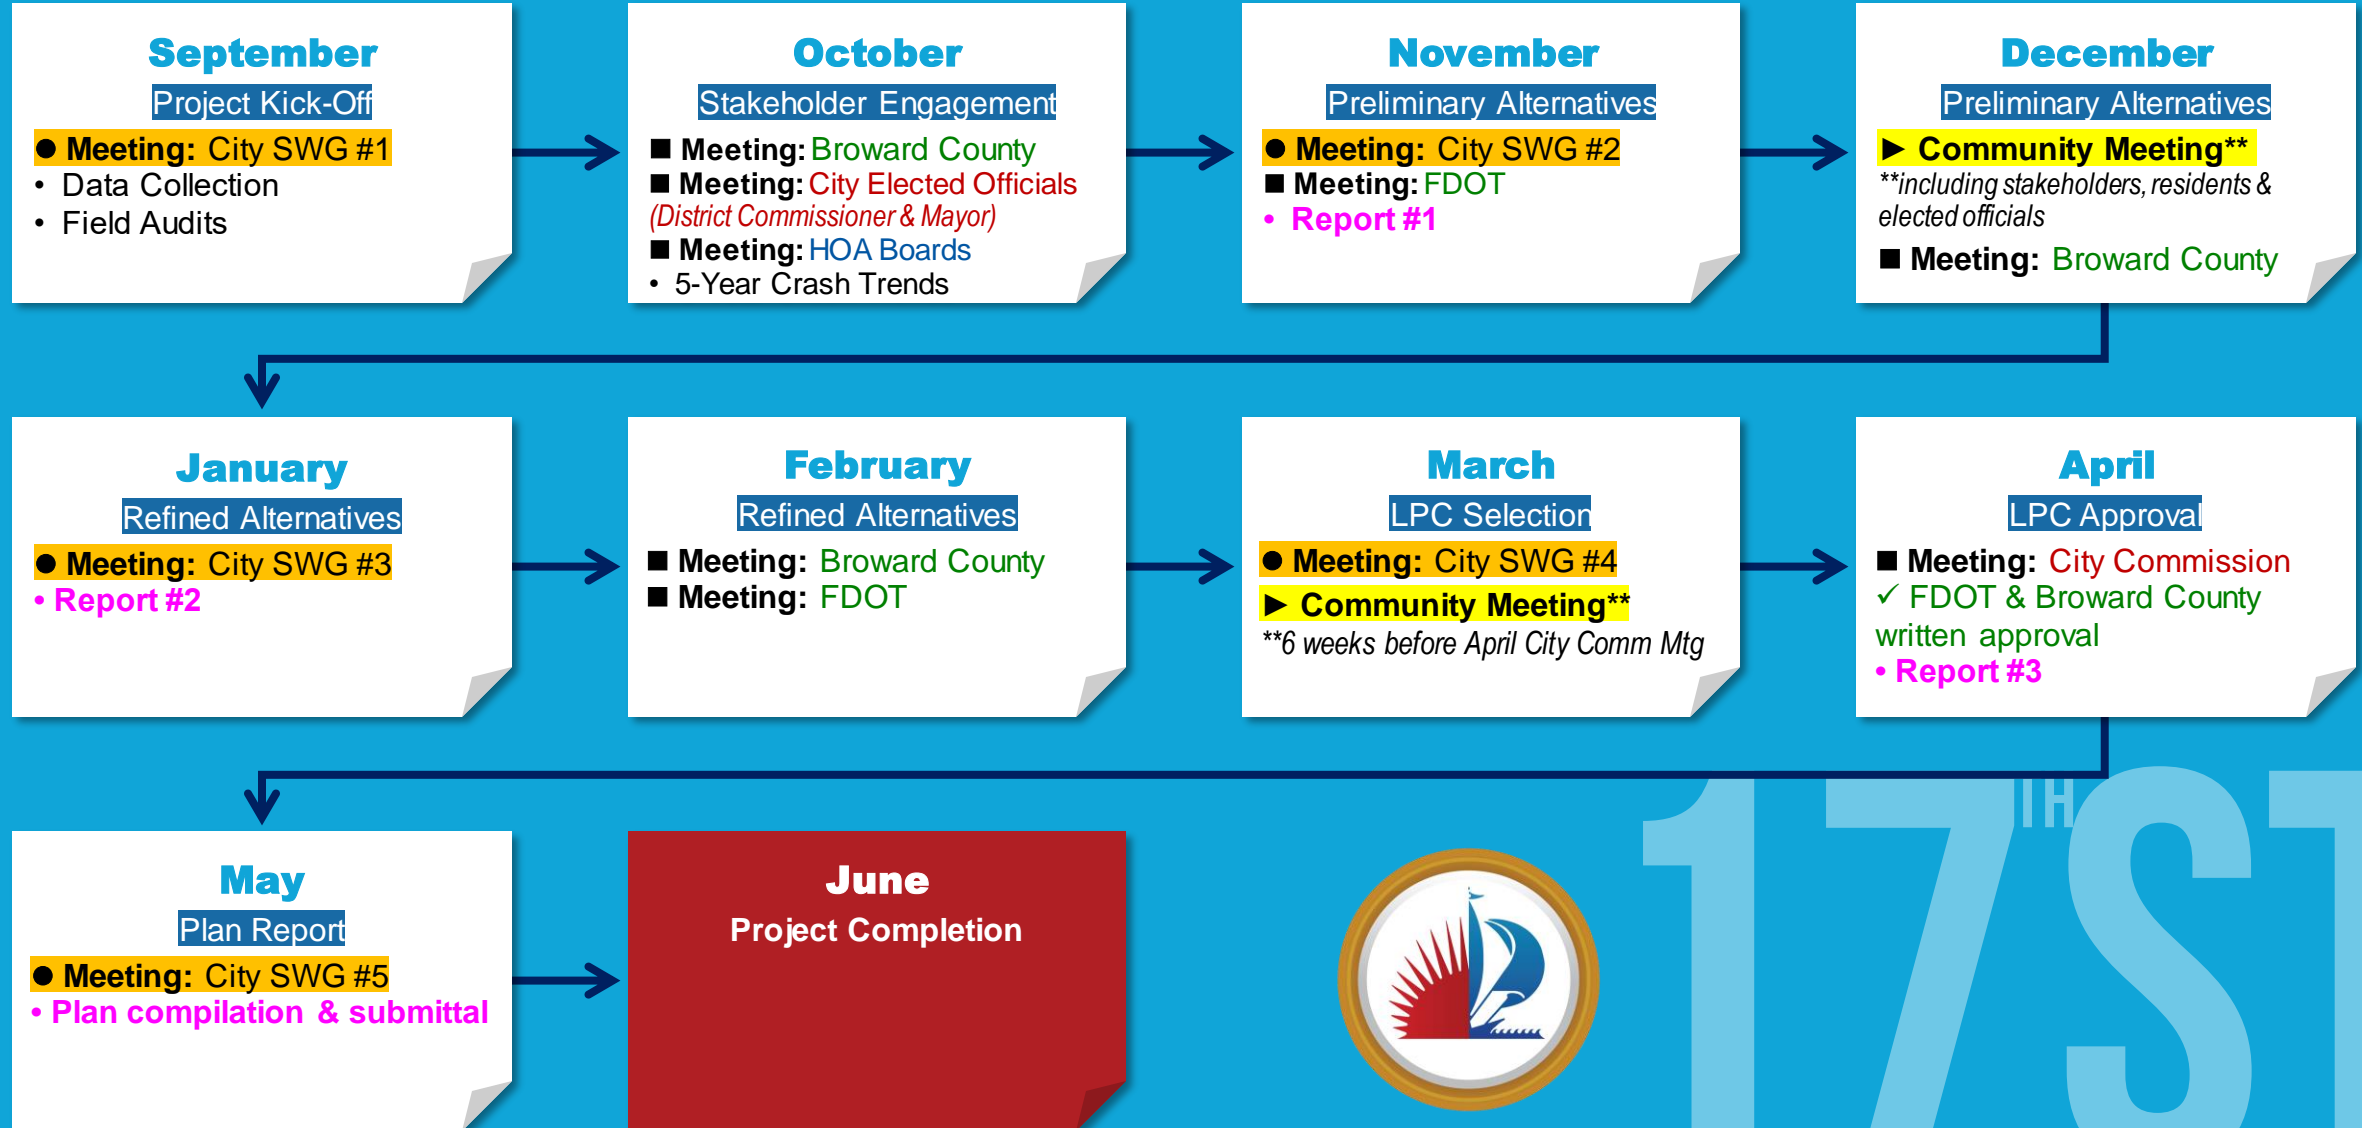 September
Project Kick-Off
● Meeting: City SWG #1
• Data Collection
• Field Audits
October
Stakeholder Engagement
■ Meeting: Broward County
■ Meeting: City Elected Officials
(District Commissioner & Mayor)
■ Meeting: HOA Boards
• 5-Year Crash Trends
November
Preliminary Alternatives
● Meeting: City SWG #2
■ Meeting: FDOT
• Report #1
December
Preliminary Alternatives
► Community Meeting**
**including stakeholders, residents &
elected officials
■ Meeting: Broward County
January
Refined Alternatives
● Meeting: City SWG #3
• Report #2
February
Refined Alternatives
■ Meeting: Broward County
■ Meeting: FDOT
March
LPC Selection
● Meeting: City SWG #4
► Community Meeting**
**6 weeks before April City Comm Mtg
April
LPC Approval
■ Meeting: City Commission
✓ FDOT & Broward County
written approval
• Report #3
May
Plan Report
● Meeting: City SWG #5
• Plan compilation & submittal
June
Project Completion
17TH ST